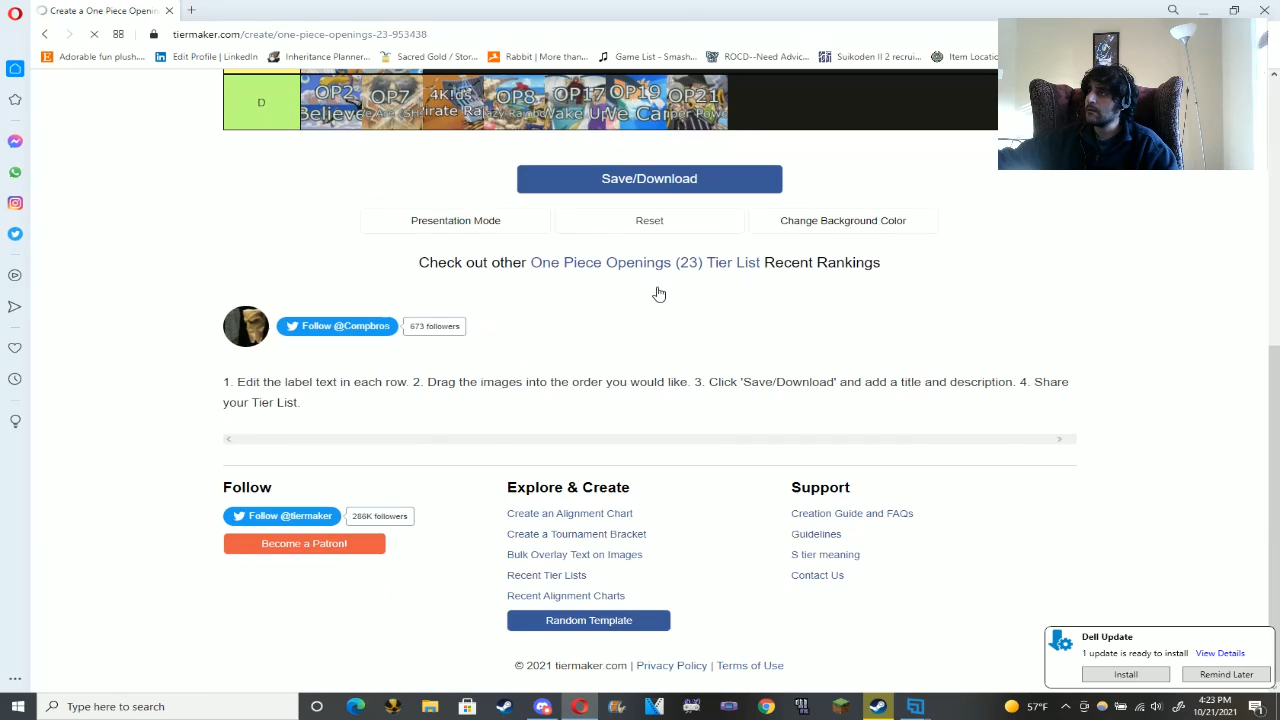 Create a One Piece Openin
tiermaker.com/create/one-piece-openings-23-953438
Adorable fun plush... Edit Profile | LinkedIn Inheritance Planner... Sacred Gold / Stor... Rabbit | More than... Game List - Smash... ROCD--Need Advic... Suikoden II 2 recrui... Item Locatio
D
OP2 OP7 4Kids OP8 OP17 OP19 OP21
Believe
Save/Download
Presentation Mode Reset Change Background Color
Check out other One Piece Openings (23) Tier List Recent Rankings
Follow @Compbros 673 followers
1. Edit the label text in each row. 2. Drag the images into the order you would like. 3. Click 'Save/Download' and add a title and description. 4. Share
your Tier List.
Follow Explore & Create Support
Follow @tiermaker 286K followers
Become a Patron!
Create an Alignment Chart
Create a Tournament Bracket
Bulk Overlay Text on Images
Recent Tier Lists
Recent Alignment Charts
Random Template
Creation Guide and FAQs
Guidelines
S tier meaning
Contact Us
© 2021 tiermaker.com | Privacy Policy | Terms of Use
Dell Update
1 update is ready to install View Details
Install Remind Later
Type here to search
4:23 PM
10/21/2021